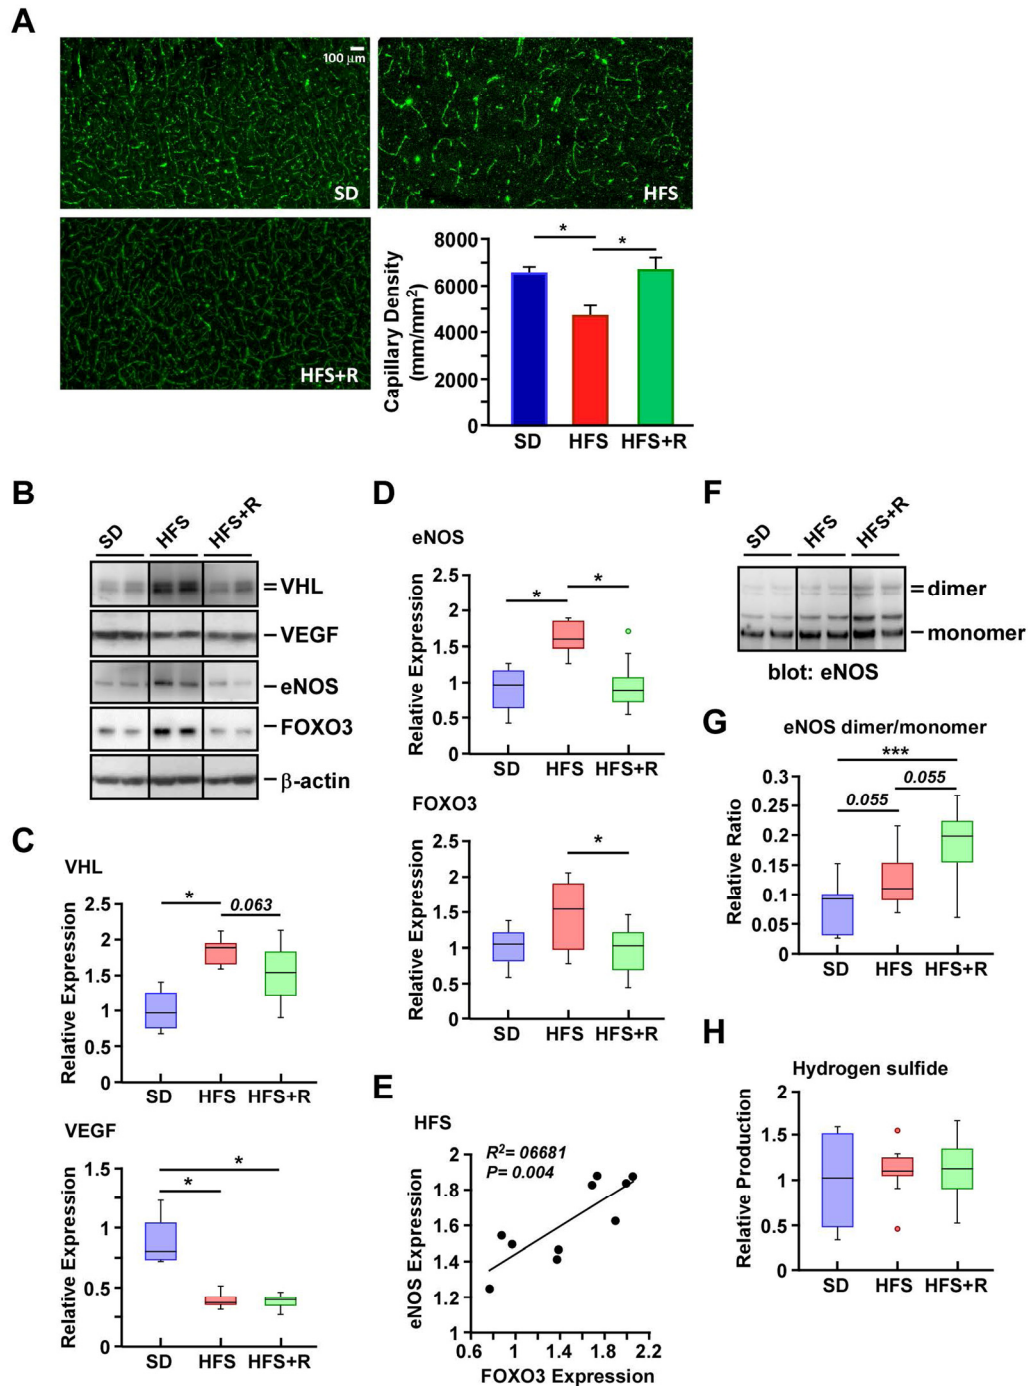 A
100 µm
SD
HFS
HFS+R
8000
6000
4000
2000
0
Capillary Density
(mm/mm²)
*
*
SD HFS HFS+R
B
SD HFS HFS+R
VHL
VEGF
eNOS
FOXO3
β-actin
C
VHL
Relative Expression
2.5
2
1.5
1
0.5
0
*
0.063
SD HFS HFS+R
VEGF
Relative Expression
1.5
1
0.5
0
*
*
SD HFS HFS+R
D
eNOS
Relative Expression
2.5
2
1.5
1
0.5
0
*
*
SD HFS HFS+R
FOXO3
Relative Expression
2.5
2
1.5
1
0.5
0
*
SD HFS HFS+R
E
HFS
R²= 06681
P= 0.004
eNOS Expression
2
1.8
1.6
1.4
1.2
1
0.6 1 1.4 1.8 2.2
FOXO3 Expression
F
SD HFS HFS+R
dimer
monomer
blot: eNOS
G
eNOS dimer/monomer
Relative Ratio
0.3
0.25
0.2
0.15
0.1
0.05
0
***
0.055
0.055
SD HFS HFS+R
H
Hydrogen sulfide
Relative Production
2
1.5
1
0.5
0
SD HFS HFS+R